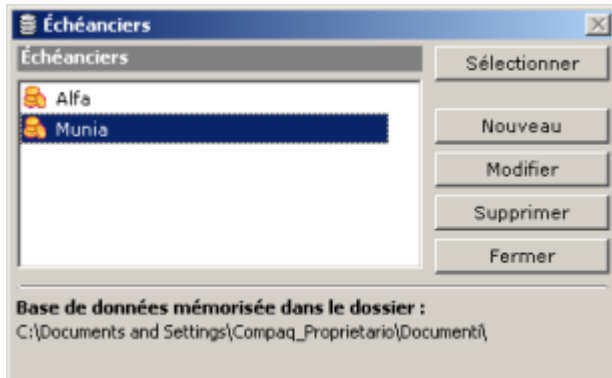 Échéanciers
Échéanciers
Sélectionner
Alfa
Munia
Nouveau
Modifier
Supprimer
Fermer
Base de données mémorisée dans le dossier :
C:\Documents and Settings\Compaq_Proprietario\Documenti\